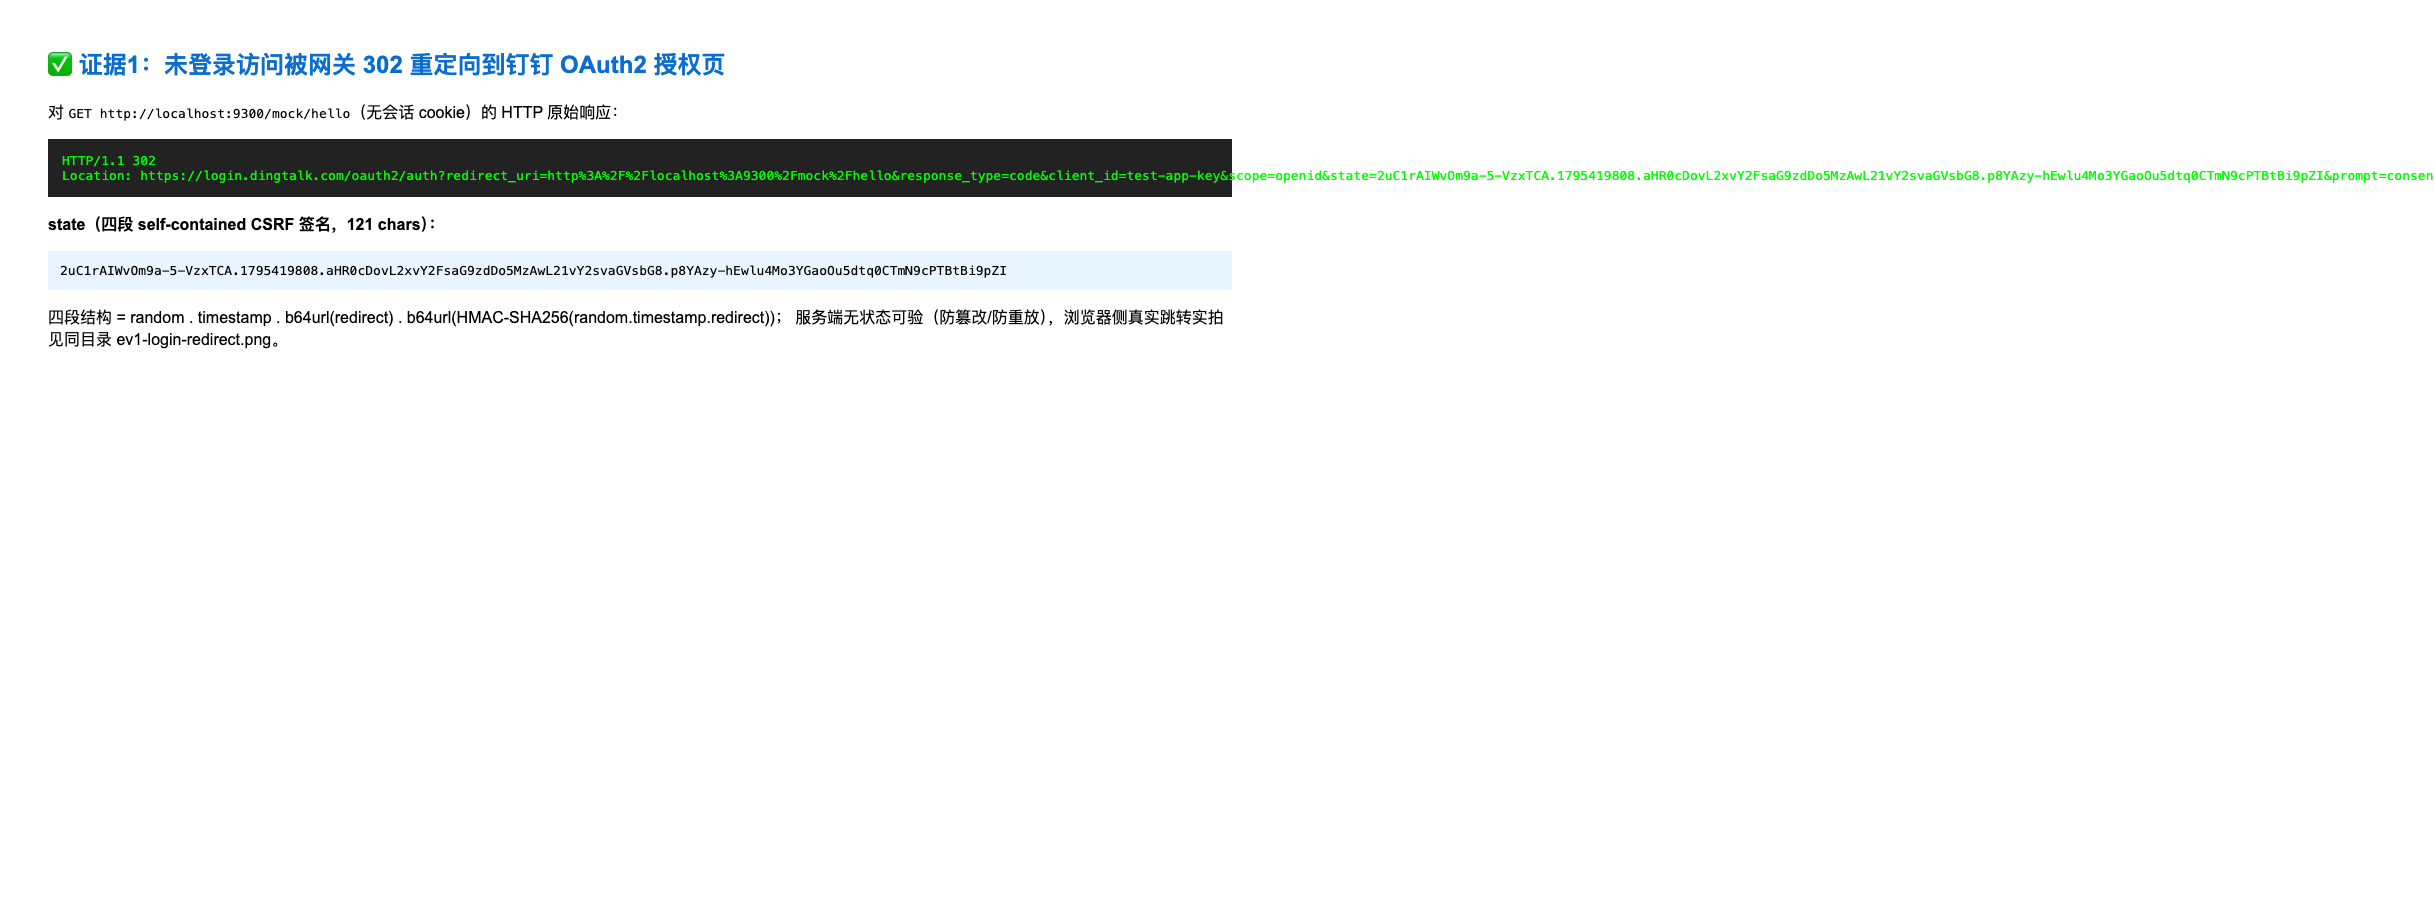 ✅ 证据1：未登录访问被网关 302 重定向到钉钉 OAuth2 授权页
对 GET http://localhost:9300/mock/hello（无会话 cookie）的 HTTP 原始响应：
HTTP/1.1 302
Location: https://login.dingtalk.com/oauth2/auth?redirect_uri=http%3A%2F%2Flocalhost%3A9300%2Fmock%2Fhello&response_type=code&client_id=test-app-key&scope=openid&state=2uC1rAIWvOm9a-5-VzxTCA.1795419808.aHR0cDovL2xvY2FsaG9zdDo5MzAwL21vY2svaGVsbG8.p8YAzy-hEwlu4Mo3YGaoOu5dtq0CTmN9cPTBtBi9pZI&prompt=consen
state（四段 self-contained CSRF 签名，121 chars）：
2uC1rAIWvOm9a-5-VzxTCA.1795419808.aHR0cDovL2xvY2FsaG9zdDo5MzAwL21vY2svaGVsbG8.p8YAzy-hEwlu4Mo3YGaoOu5dtq0CTmN9cPTBtBi9pZI
四段结构 = random . timestamp . b64url(redirect) . b64url(HMAC-SHA256(random.timestamp.redirect))； 服务端无状态可验（防篡改/防重放），浏览器侧真实跳转实拍
见同目录 ev1-login-redirect.png。